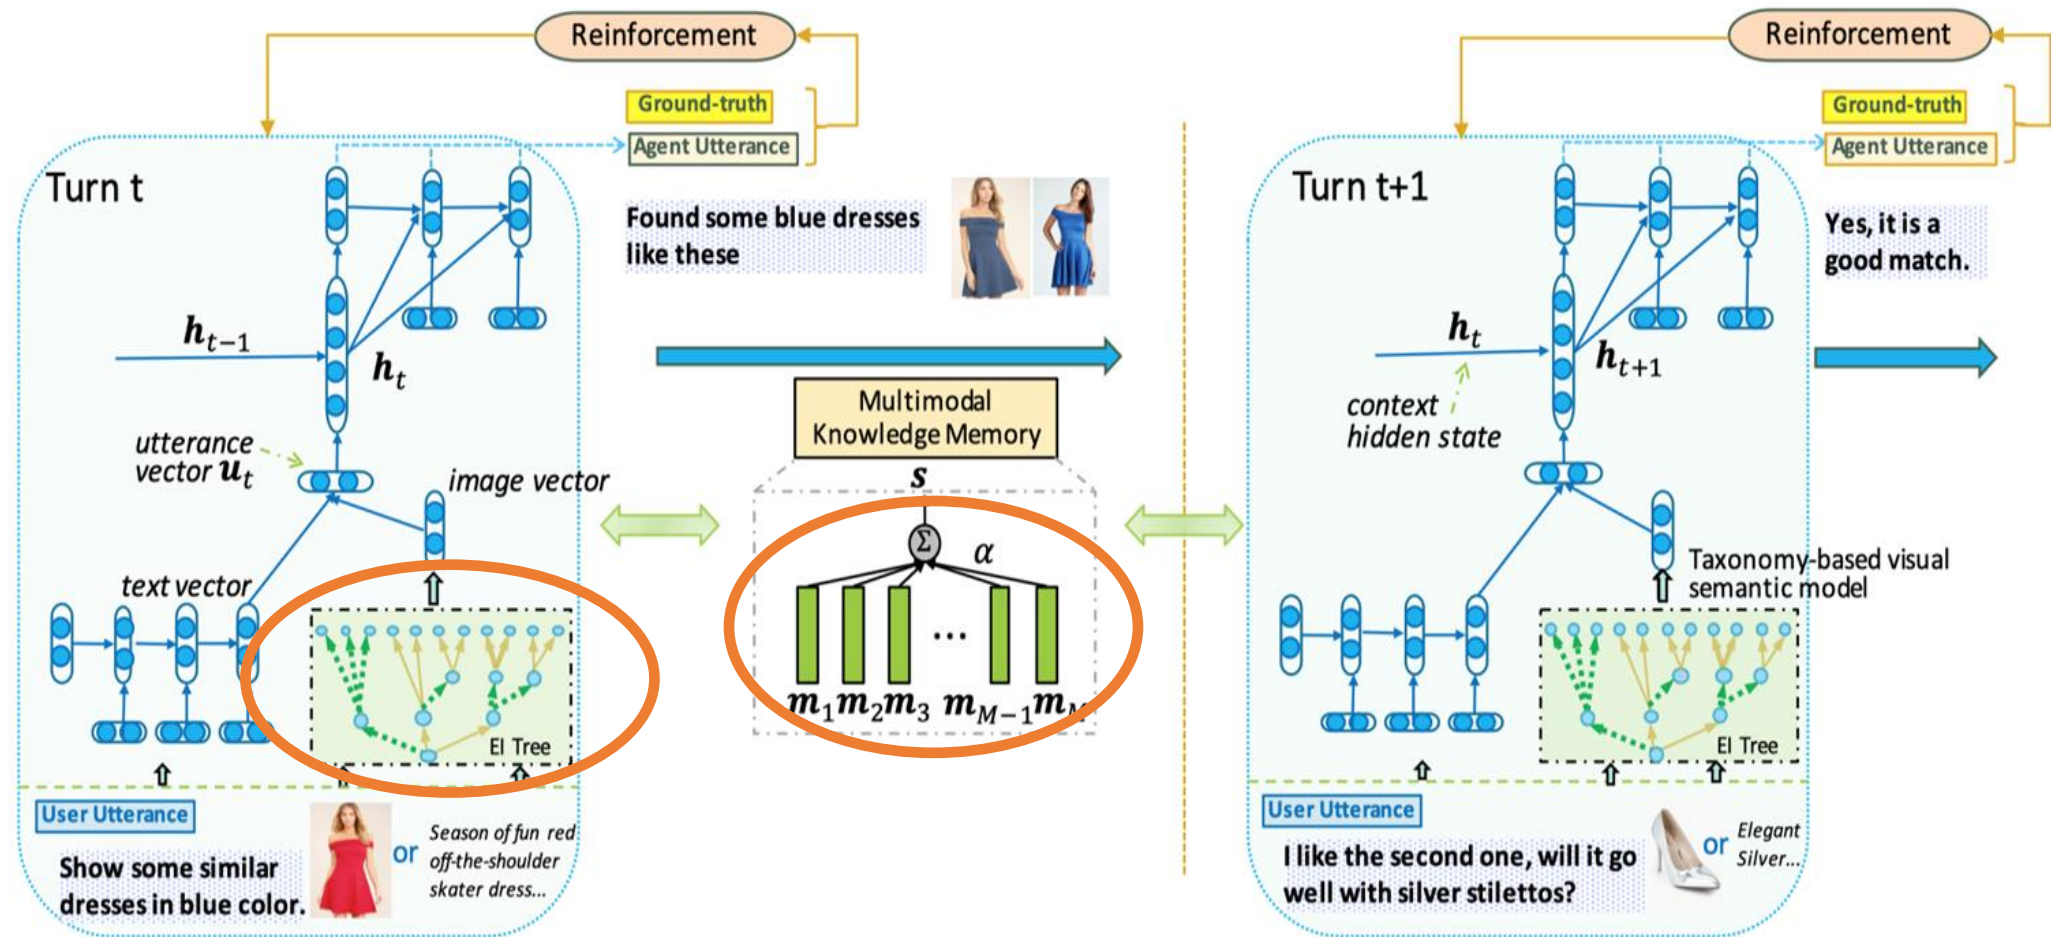 Reinforcement
Ground-truth
Agent Utterance
Turn t
Found some blue dresses
like these
h_{t-1}
h_t
utterance
vector u_t
image vector
text vector
EI Tree
User Utterance
Show some similar
dresses in blue color.
or
Season of fun red
off-the-shoulder
skater dress...
Multimodal
Knowledge Memory
s
Σ
α
...
m_1 m_2 m_3 m_{M-1} m_M
Reinforcement
Ground-truth
Agent Utterance
Turn t+1
Yes, it is a
good match.
h_t
h_{t+1}
context
hidden state
Taxonomy-based visual
semantic model
EI Tree
User Utterance
I like the second one, will it go
well with silver stilettos?
or
Elegant
Silver...